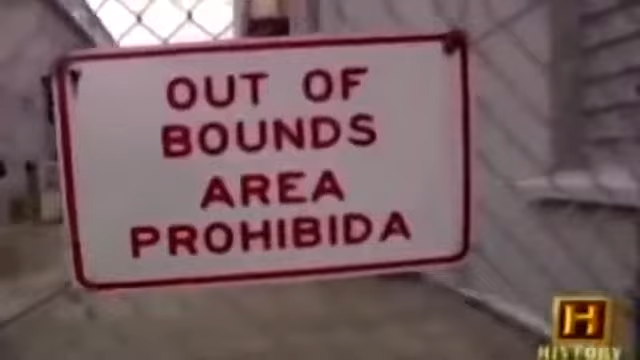 OUT OF
BOUNDS
AREA
PROHIBIDA
H
HISTORY